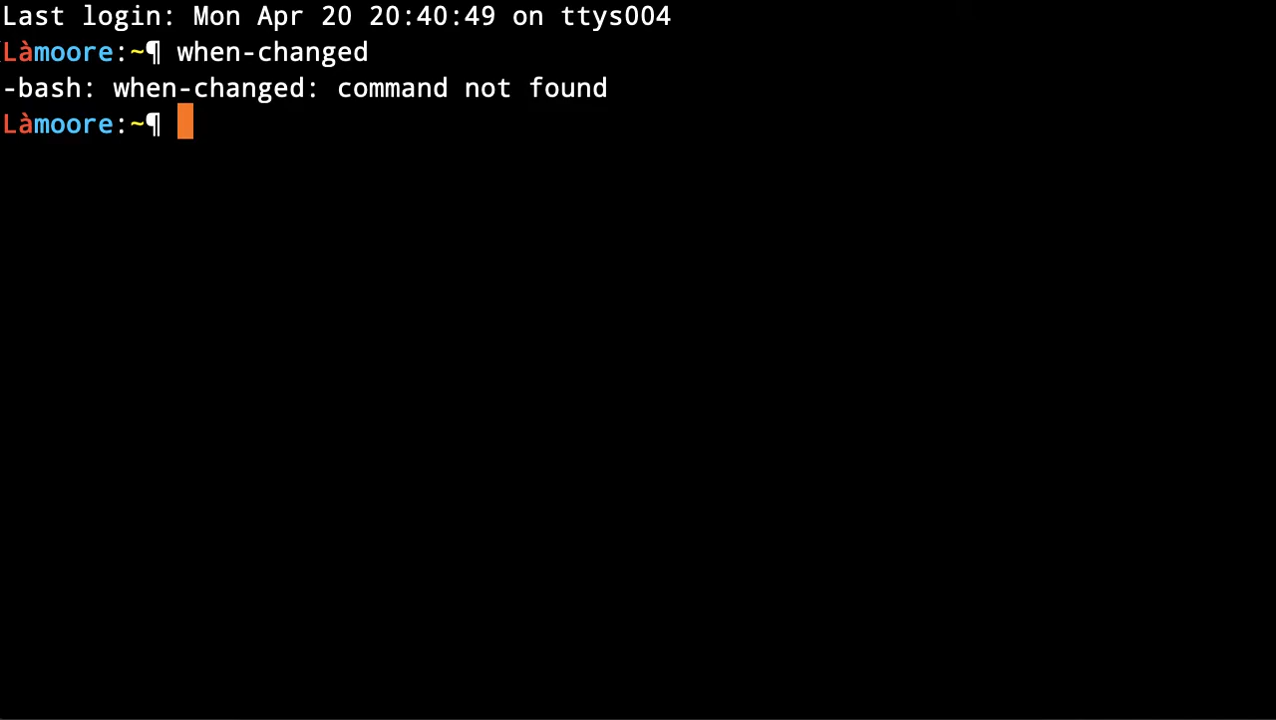 Last login: Mon Apr 20 20:40:49 on ttys004
Làmoore:~¶ when-changed
-bash: when-changed: command not found
Làmoore:~¶